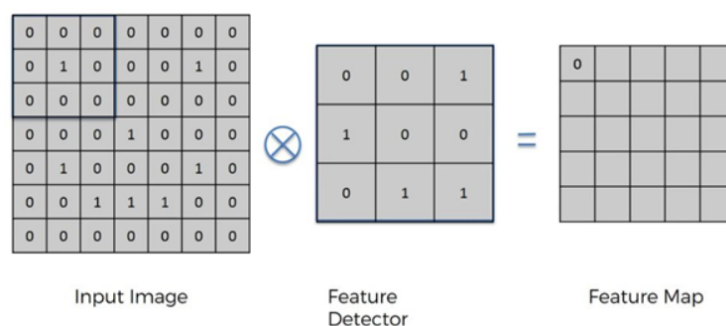 0 0 0 0 0 0 0
0 1 0 0 0 1 0
0 0 0 0 0 0 0
0 0 0 1 0 0 0
0 1 0 0 0 1 0
0 0 1 1 1 0 0
0 0 0 0 0 0 0
0 0 1
1 0 0
0 1 1
=
0
Input Image
Feature
Detector
Feature Map